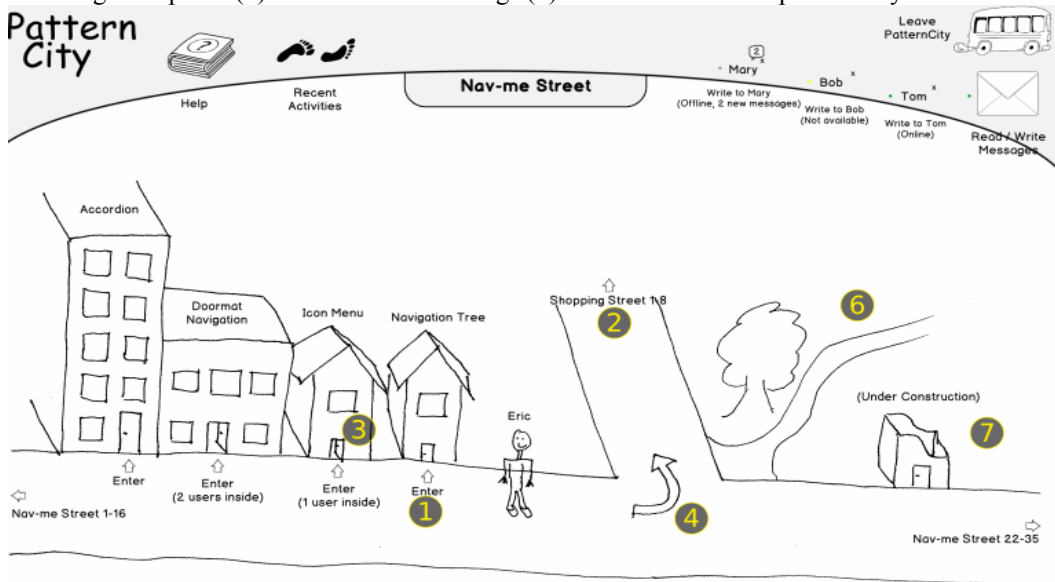 Pattern
City
?
Help
Recent
Activities
Nav-me Street
2
x
Mary
Write to Mary
(Offline, 2 new messages)
x
Bob
Write to Bob
(Not available)
x
Tom
Write to Tom
(Online)
Leave
PatternCity
Read / Write
Messages
Accordion
Doormat
Navigation
Icon Menu
Navigation Tree
Shopping Street 1-8
2
6
(Under Construction)
7
Eric
3
Enter
Enter
(2 users inside)
Enter
(1 user inside)
Enter
1
4
Nav-me Street 1-16
Nav-me Street 22-35